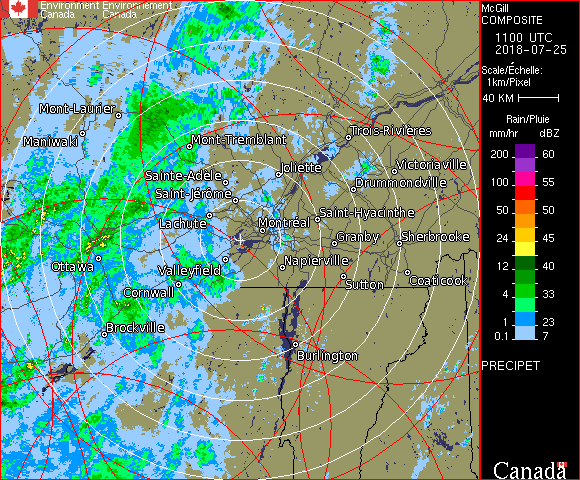 Environment Environnement
Canada Canada
McGill
COMPOSITE
1100 UTC
2018-07-25
Scale/Échelle:
1km/Pixel
40 KM
Rain/Pluie
mm/hr dBZ
200 60
100 55
50 50
24 45
12 40
4 33
1 23
0.1 7
PRECIPET
Canada
Mont-Laurier
Maniwaki
Mont-Tremblant
Trois-Rivières
Sainte-Adèle
Joliette
Victoriaville
Saint-Jérôme
Drummondville
Lachute
Montréal
Saint-Hyacinthe
Granby
Sherbrooke
Ottawa
Valleyfield
Napierville
Cornwall
Sutton
Coaticook
Brockville
Burlington